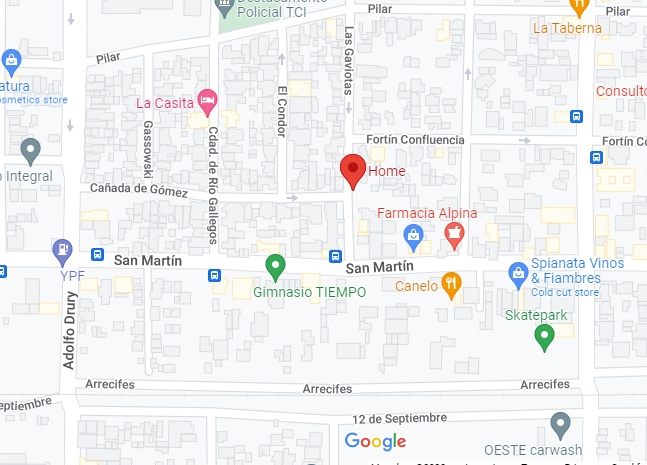 Policial TCI
Pilar
Pilar
La Taberna
Pilar
Las Gaviotas
atura
osmetics store
La Casita
El Condor
Consulto
Gassowski
Cdad. de Río Gallegos
Fortín Confluencia
Fortín Co
o Integral
Home
Cañada de Gómez
Farmacia Alpina
San Martín
San Martín
Spianata Vinos
& Fiambres
Cold cut store
YPF
Gimnasio TIEMPO
Canelo
Adolfo Drury
Skatepark
Arrecifes
Arrecifes
Arrecifes
eptiembre
12 de Septiembre
Google
OESTE carwash